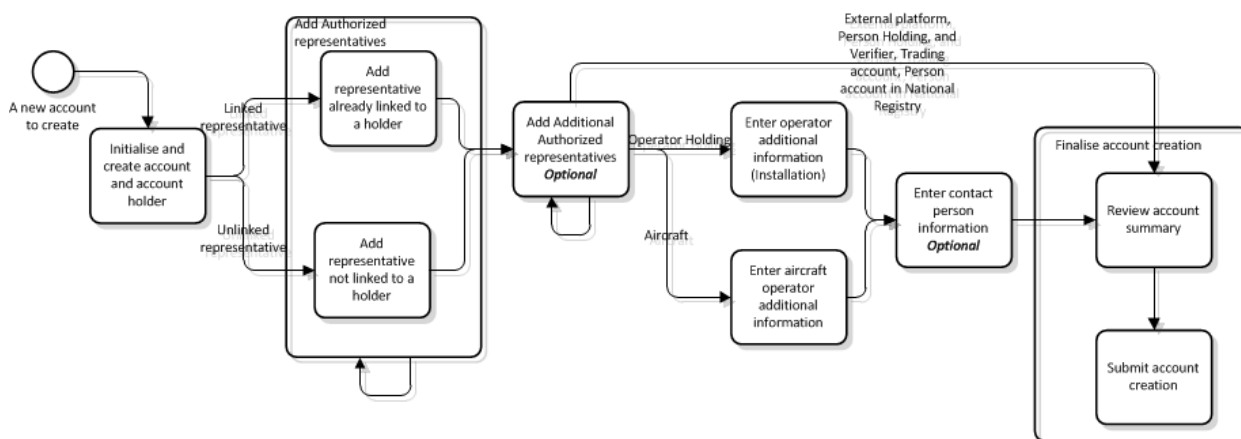 A new account
to create
Initialise and
create account
and account
holder
Linked
representative
Unlinked
representative
Add Authorized
representatives
Add
representative
already linked to
a holder
Add
representative
not linked to a
holder
Add Additional
Authorized
representatives
Optional
External platform,
Person Holding, and
Verifier, Trading
account, Person
account in National
Registry
Operator Holding
Aircraft
Enter operator
additional
information
(Installation)
Enter aircraft
operator
additional
information
Enter contact
person
information
Optional
Finalise account creation
Review account
summary
Submit account
creation